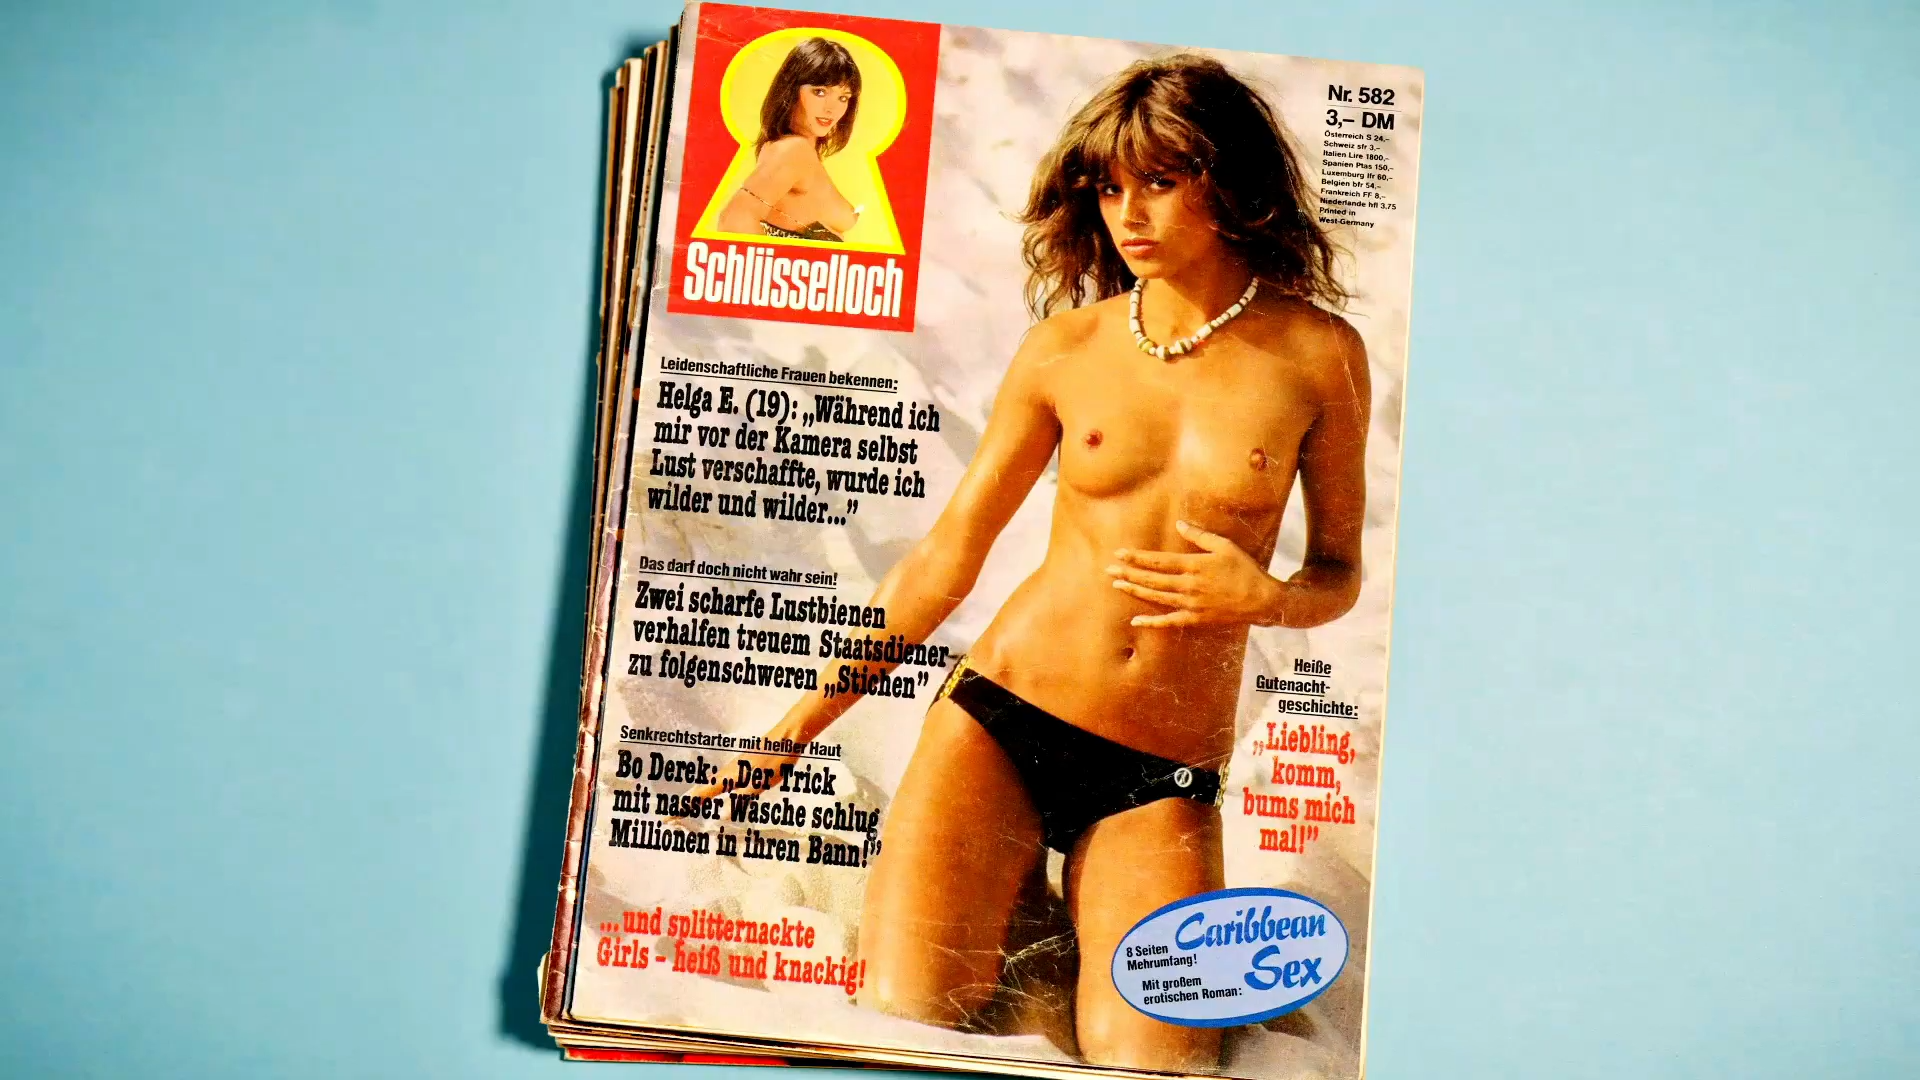 Schlüsselloch
Nr. 582
3,– DM
Österreich S 24,–
Schweiz sfr 3,–
Italien Lire 1800,–
Spanien Ptas 150,–
Luxemburg lfr 60,–
Belgien bfr 54,–
Frankreich FF 8,–
Niederlande hfl 3.75
Printed in
West-Germany
Leidenschaftliche Frauen bekennen:
Helga E. (19): „Während ich
mir vor der Kamera selbst
Lust verschaffte, wurde ich
wilder und wilder...”
Das darf doch nicht wahr sein!
Zwei scharfe Lustbienen
verhalfen treuem Staatsdiener
zu folgenschweren „Stichen”
Senkrechtstarter mit heißer Haut
Bo Derek: „Der Trick
mit nasser Wäsche schlug
Millionen in ihren Bann!”
...und splitternackte
Girls – heiß und knackig!
Heiße
Gutenacht-
geschichte:
„Liebling,
komm,
bums mich
mal!”
8 Seiten
Mehrumfang!
Mit großem
erotischen Roman:
Caribbean
Sex